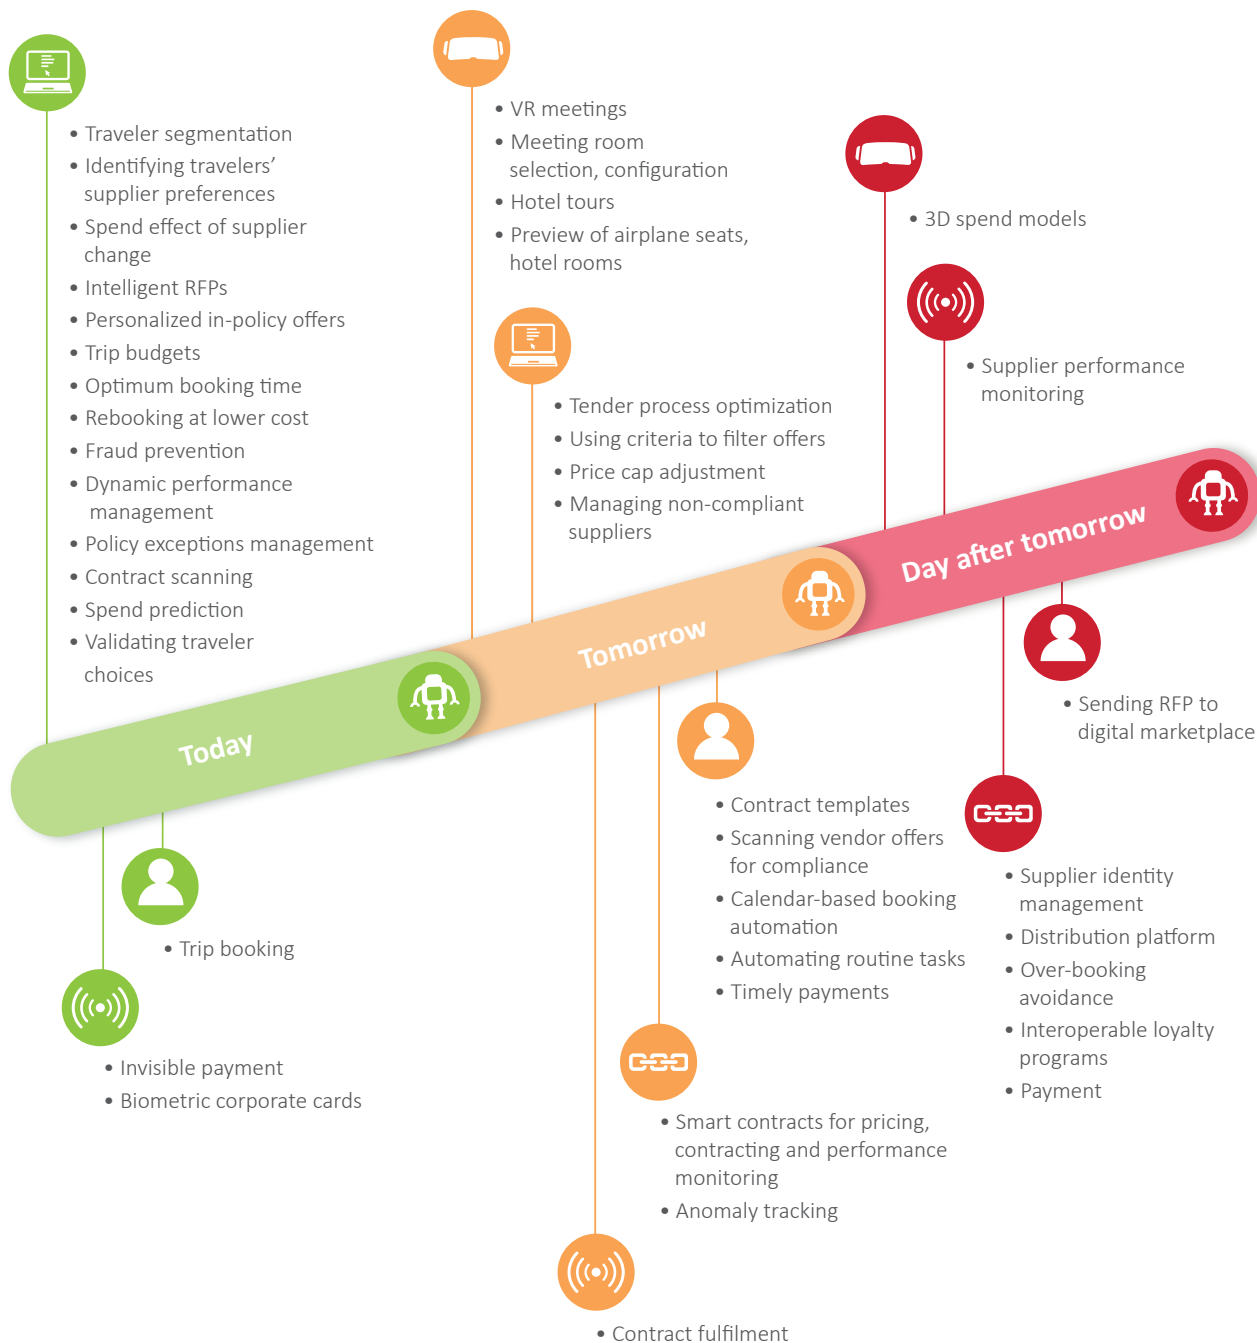 • Traveler segmentation
• Identifying travelers’
supplier preferences
• Spend effect of supplier
change
• Intelligent RFPs
• Personalized in-policy offers
• Trip budgets
• Optimum booking time
• Rebooking at lower cost
• Fraud prevention
• Dynamic performance
management
• Policy exceptions management
• Contract scanning
• Spend prediction
• Validating traveler
choices
• VR meetings
• Meeting room
selection, configuration
• Hotel tours
• Preview of airplane seats,
hotel rooms
• Tender process optimization
• Using criteria to filter offers
• Price cap adjustment
• Managing non-compliant
suppliers
• 3D spend models
• Supplier performance
monitoring
Today
Tomorrow
Day after tomorrow
• Trip booking
• Invisible payment
• Biometric corporate cards
• Contract templates
• Scanning vendor offers
for compliance
• Calendar-based booking
automation
• Automating routine tasks
• Timely payments
• Smart contracts for pricing,
contracting and performance
monitoring
• Anomaly tracking
• Contract fulfilment
• Sending RFP to
digital marketplace
• Supplier identity
management
• Distribution platform
• Over-booking
avoidance
• Interoperable loyalty
programs
• Payment